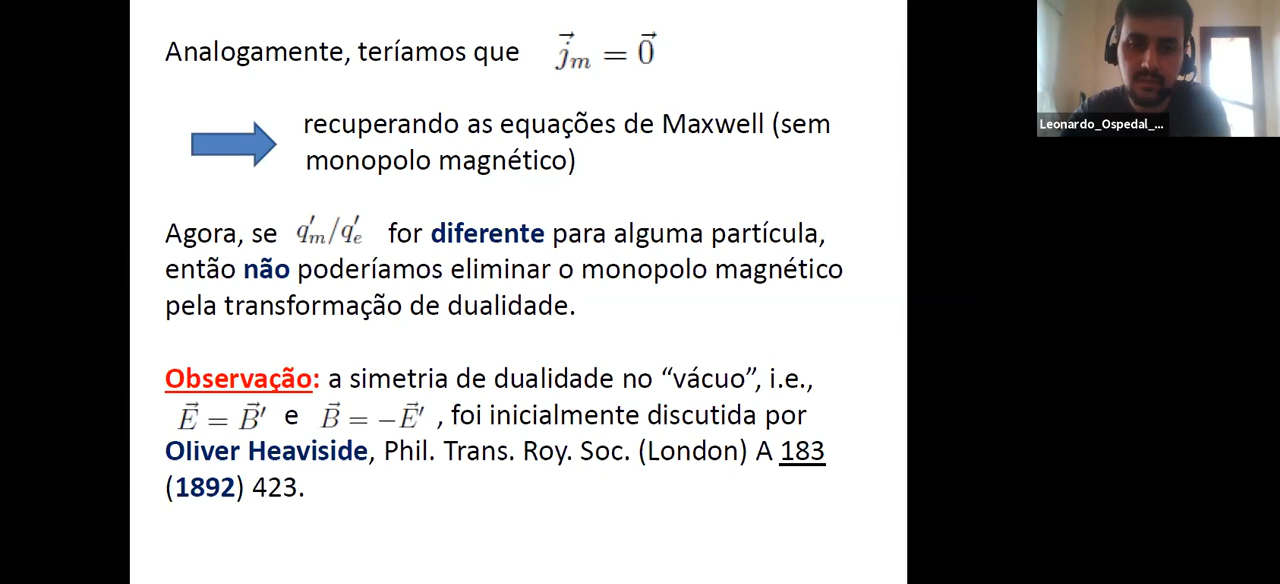 Analogamente, teríamos que $\vec{j}_m = \vec{0}$
recuperando as equações de Maxwell (sem
monopolo magnético)
Agora, se $q'_m/q'_e$ for diferente para alguma partícula,
então não poderíamos eliminar o monopolo magnético
pela transformação de dualidade.
Observação: a simetria de dualidade no “vácuo”, i.e.,
$\vec{E} = \vec{B}'$ e $\vec{B} = -\vec{E}'$ , foi inicialmente discutida por
Oliver Heaviside, Phil. Trans. Roy. Soc. (London) A 183
(1892) 423.
Leonardo_Ospedal_...